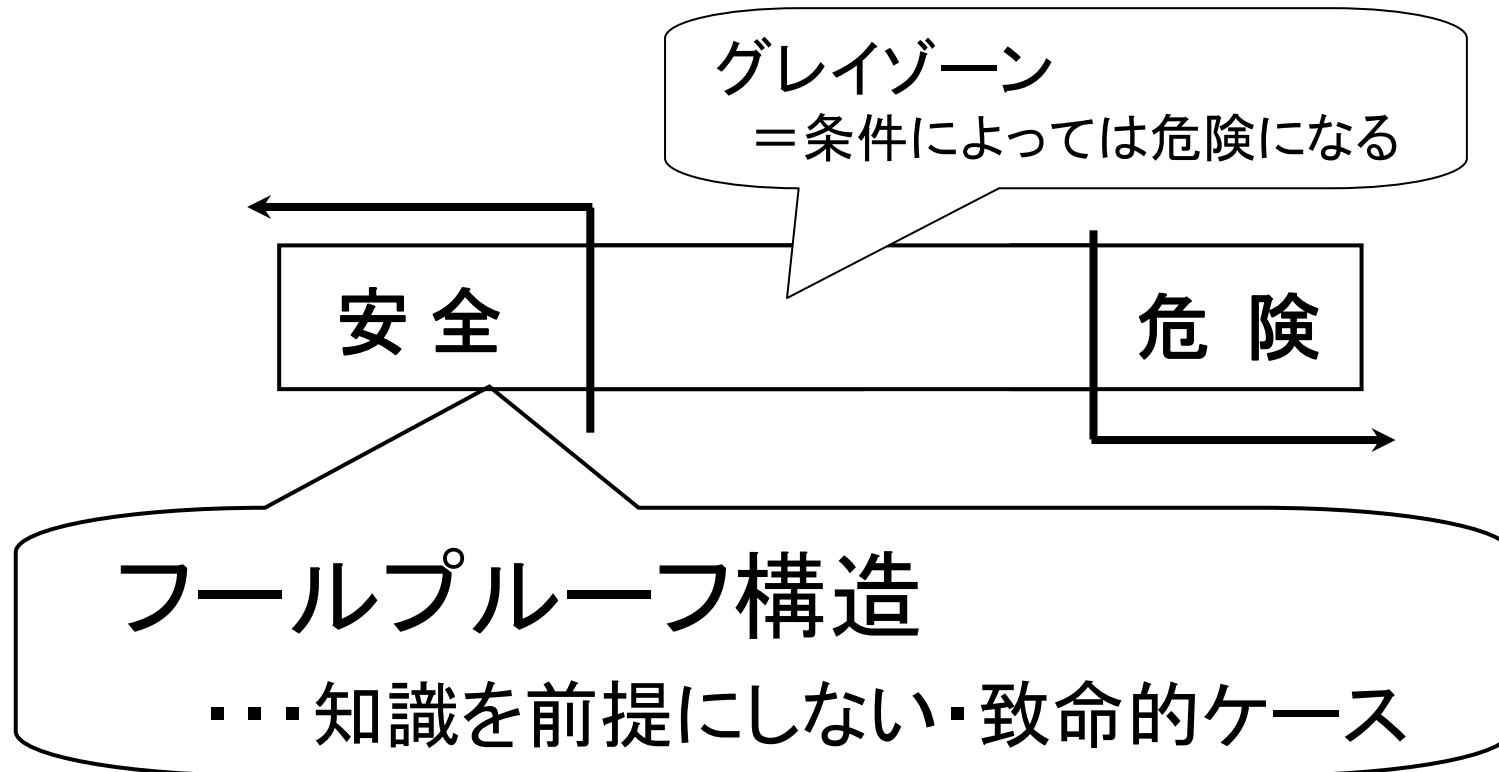 グレイゾーン
＝条件によっては危険になる
安 全
危 険
フールプルーフ構造
・・・知識を前提にしない・致命的ケース